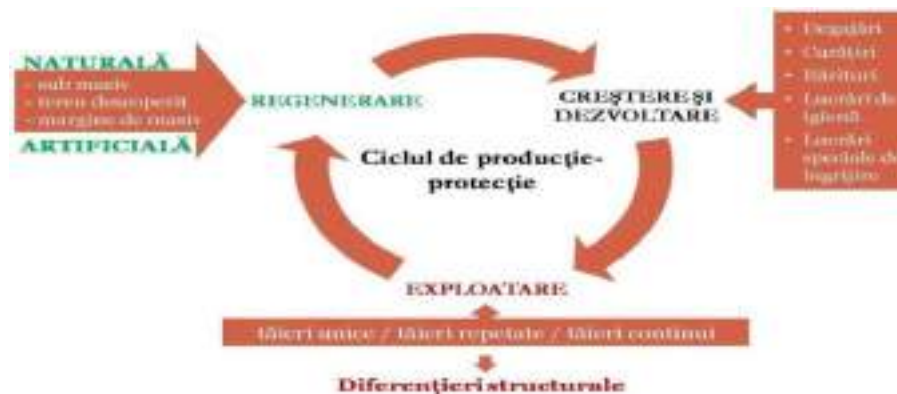 NATURALĂ
- sub masiv
- teren descoperit
- margine de masiv
ARTIFICIALĂ
REGENERARE
CREŞTERE ŞI
DEZVOLTARE
• Degajări
• Curăţiri
• Rărituri
• Lucrări de
igienă
• Lucrări
speciale de
îngrijire
Ciclul de producţie-
protecţie
EXPLOATARE
tăieri unice / tăieri repetate / tăieri continui
Diferenţieri structurale